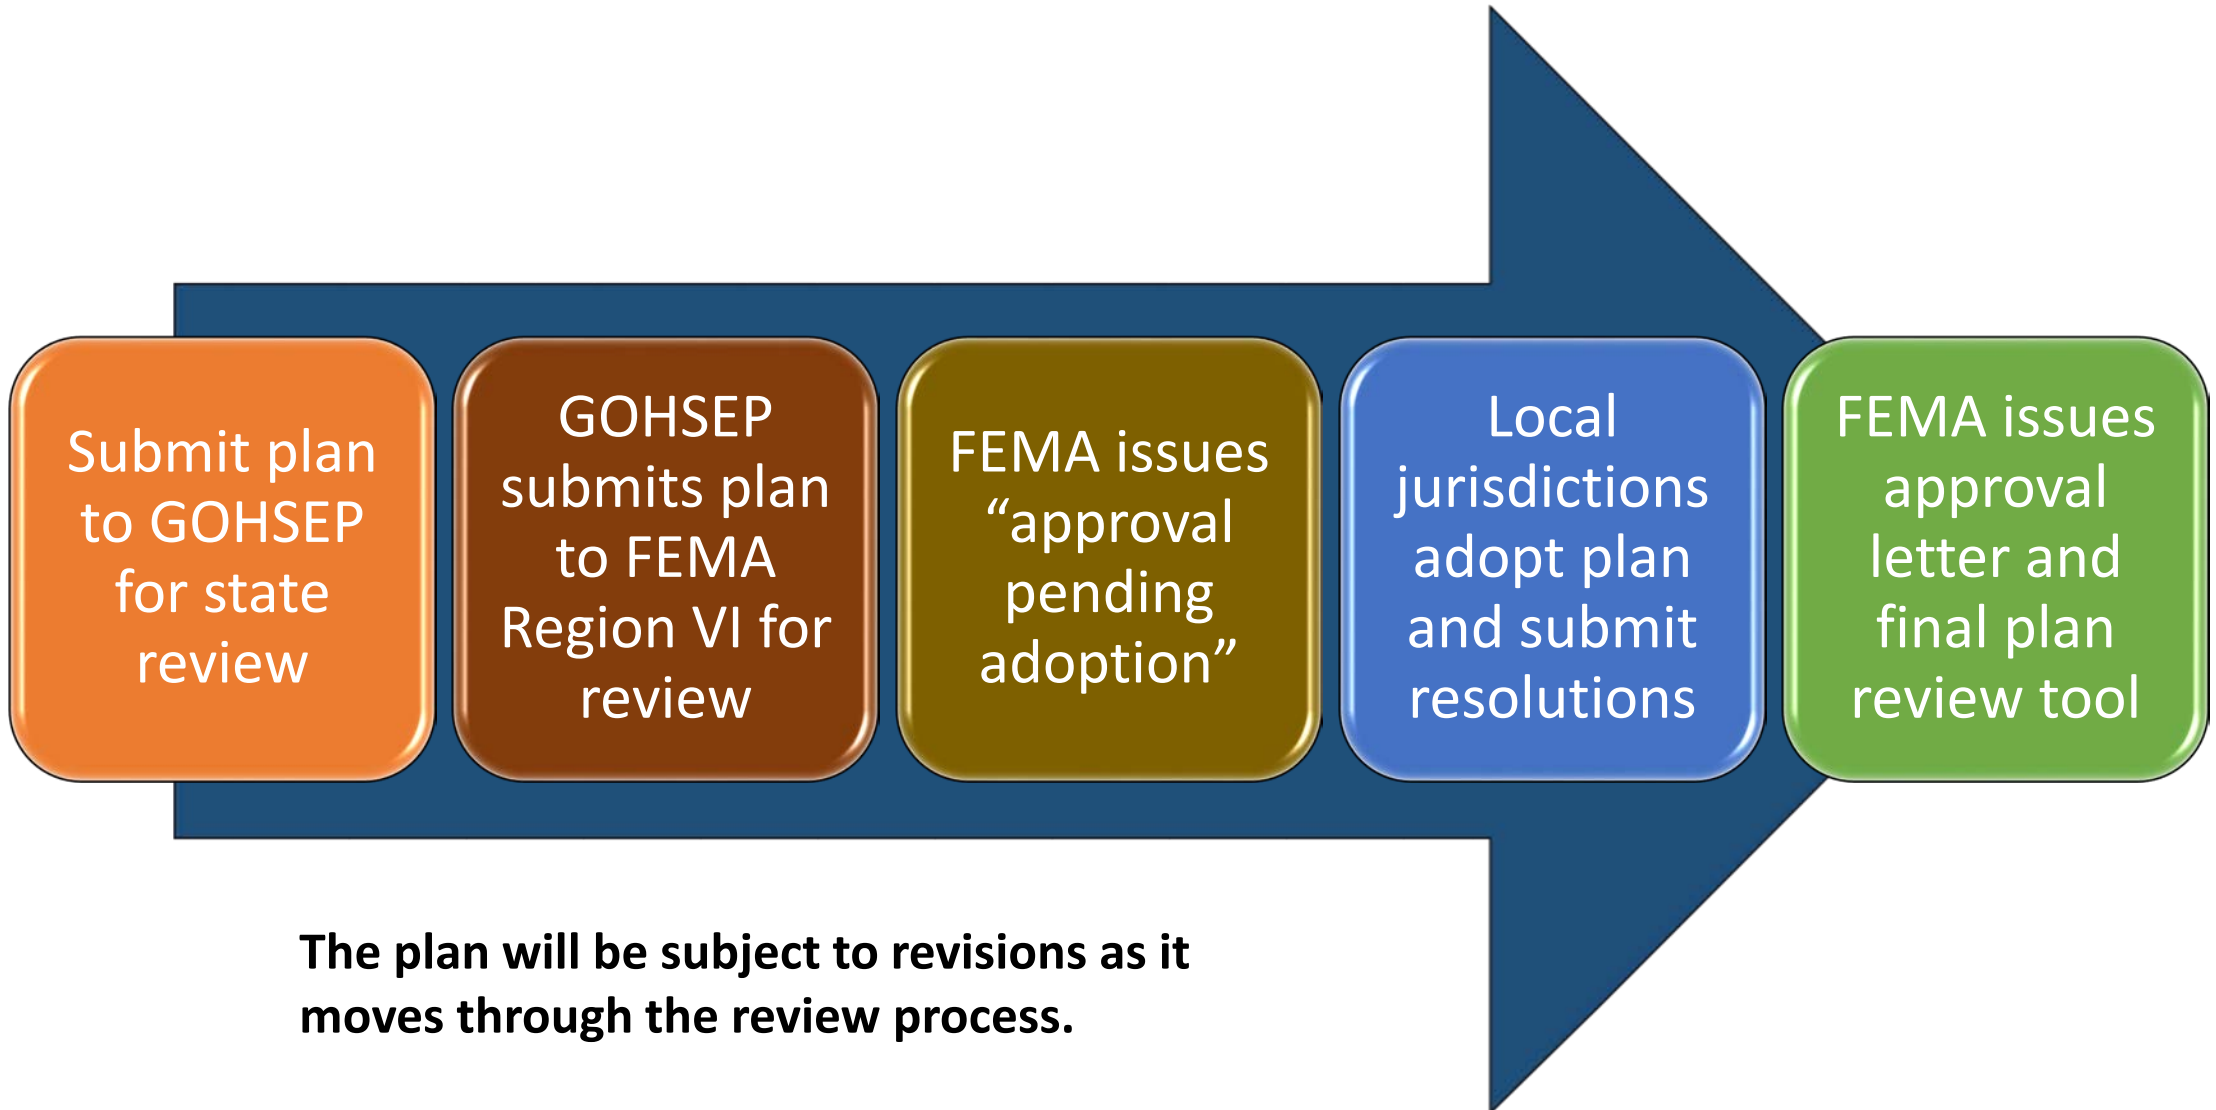 Submit plan
to GOHSEP
for state
review
GOHSEP
submits plan
to FEMA
Region VI for
review
FEMA issues
“approval
pending
adoption”
Local
jurisdictions
adopt plan
and submit
resolutions
FEMA issues
approval
letter and
final plan
review tool
The plan will be subject to revisions as it
moves through the review process.